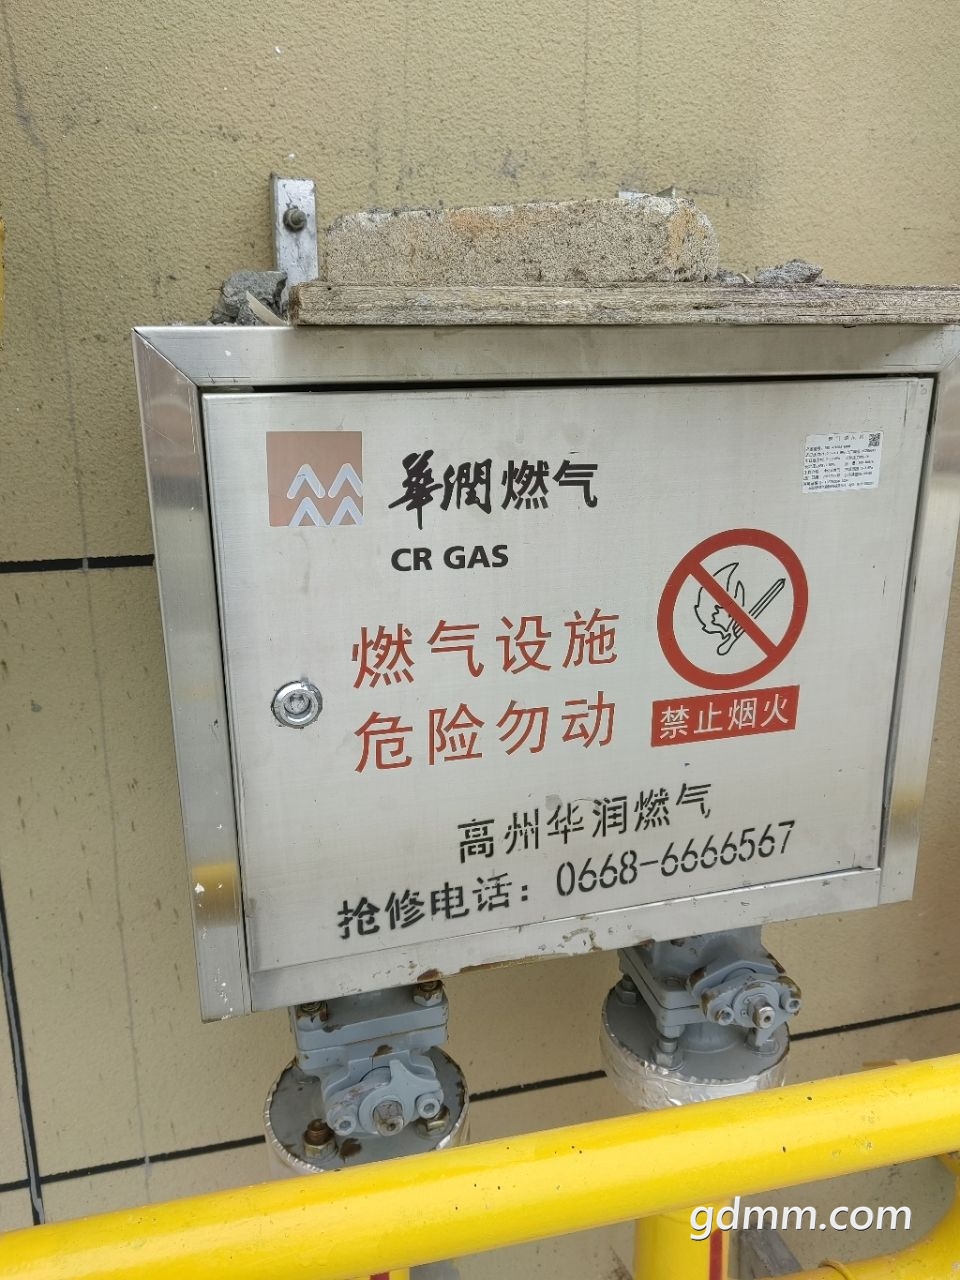 華潤燃气
CR GAS
燃气设施
危险勿动
禁止烟火
高州华润燃气
抢修电话：0668-6666567
gdmm.com